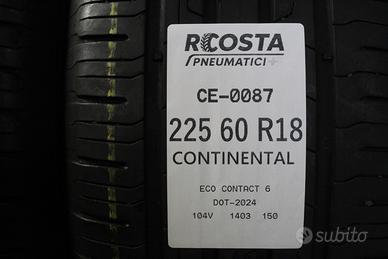 RCOSTA
PNEUMATICI+
CE-0087
225 60 R18
CONTINENTAL
ECO CONTACT 6
DOT-2024
104V 1403 150
subito